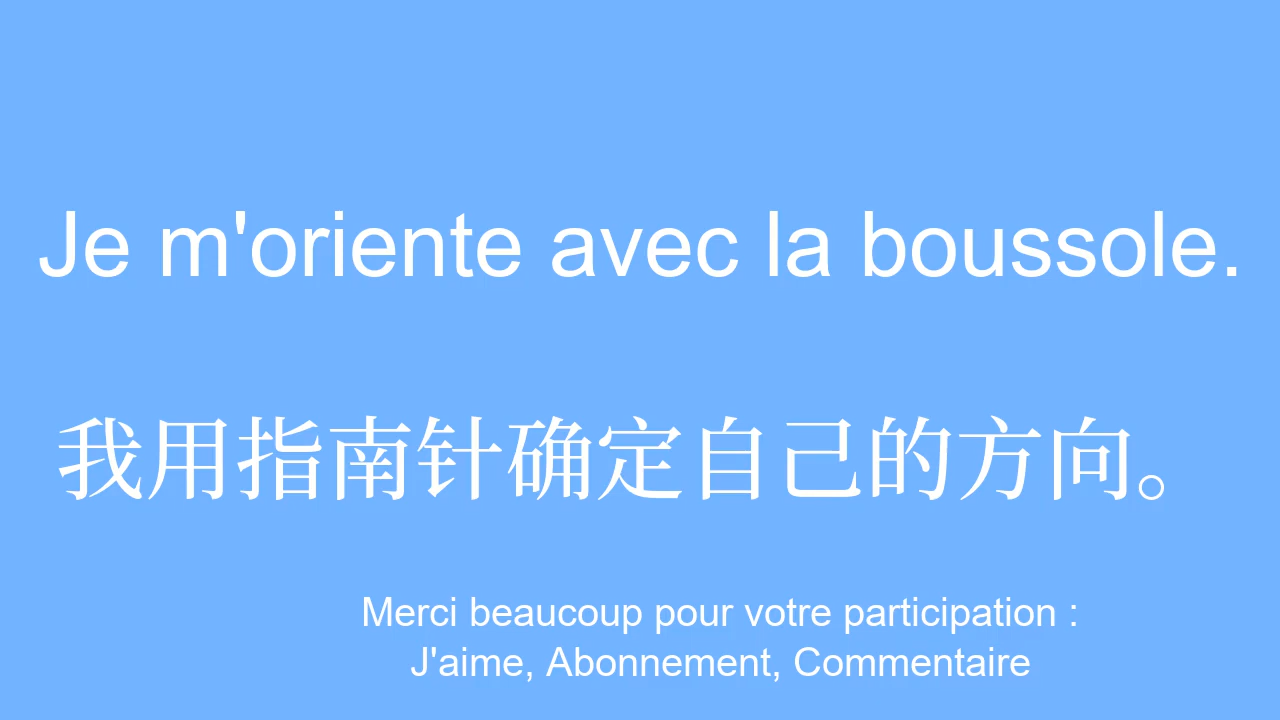 Je m'oriente avec la boussole.
我用指南针确定自己的方向。
Merci beaucoup pour votre participation :
J'aime, Abonnement, Commentaire